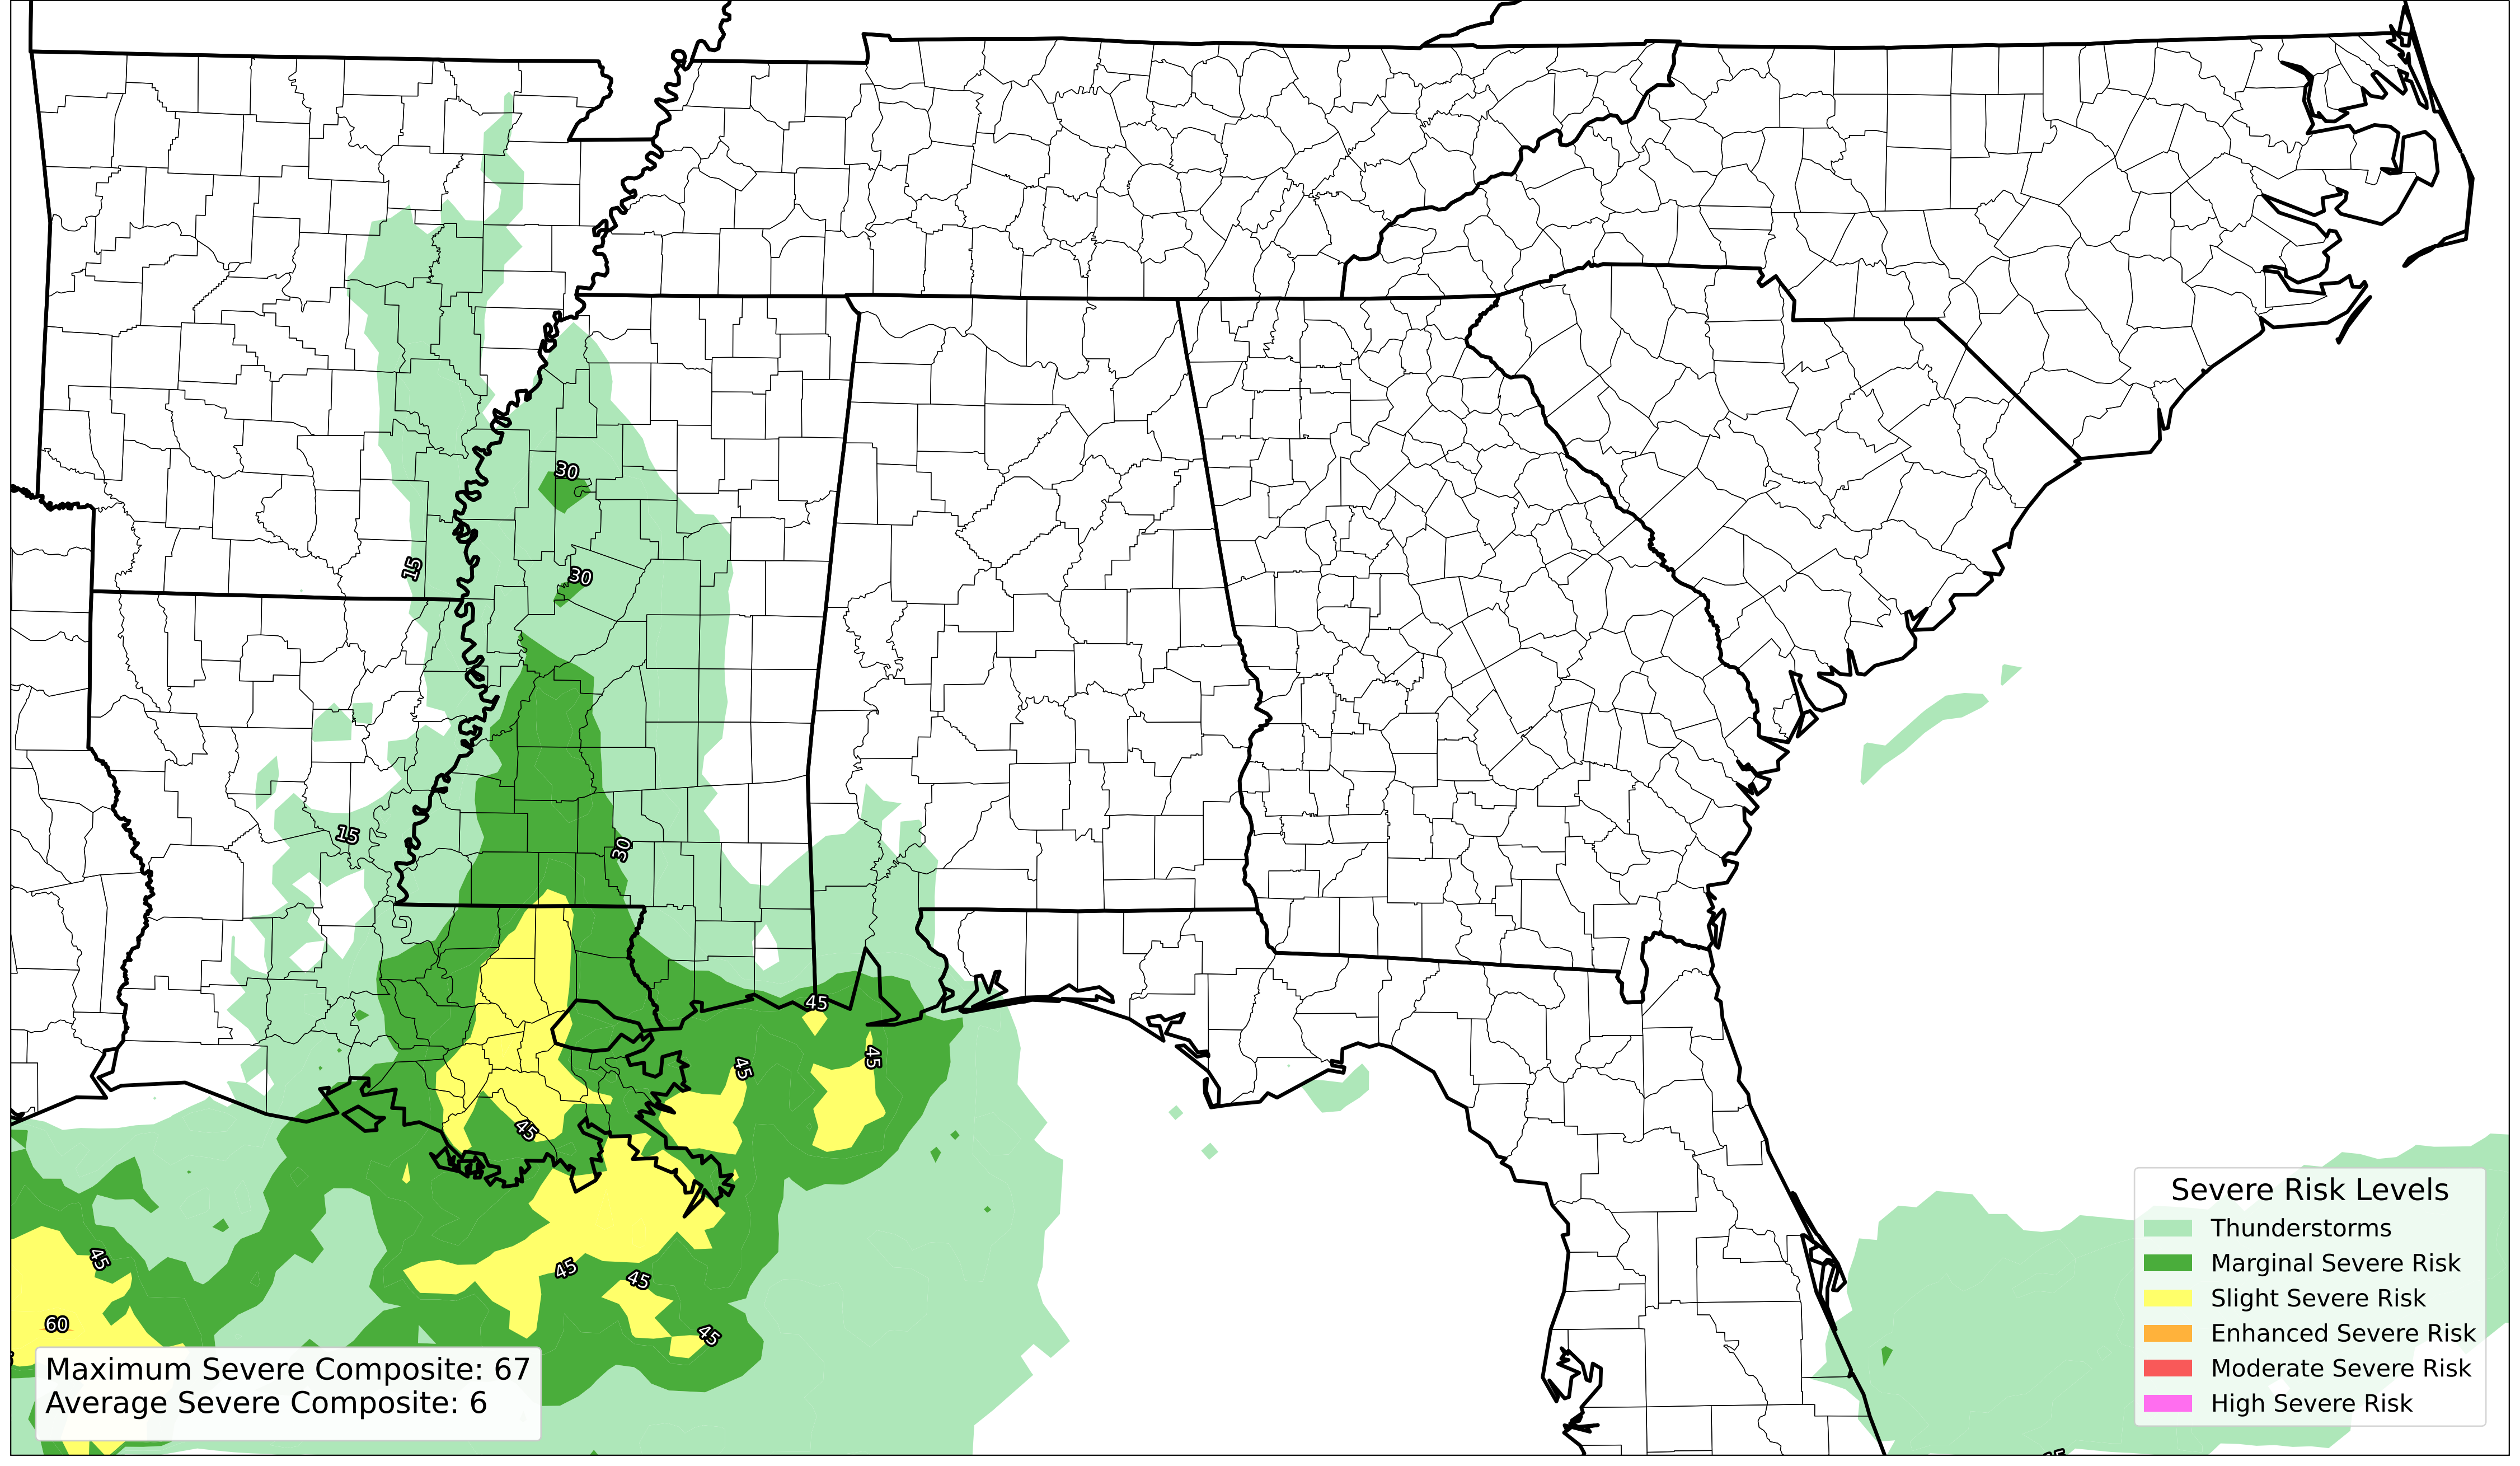 30
30
15
15
30
45
45
45
45
45
45
45
45
60
Severe Risk Levels
Thunderstorms
Marginal Severe Risk
Slight Severe Risk
Enhanced Severe Risk
Moderate Severe Risk
High Severe Risk
Maximum Severe Composite: 67
Average Severe Composite: 6